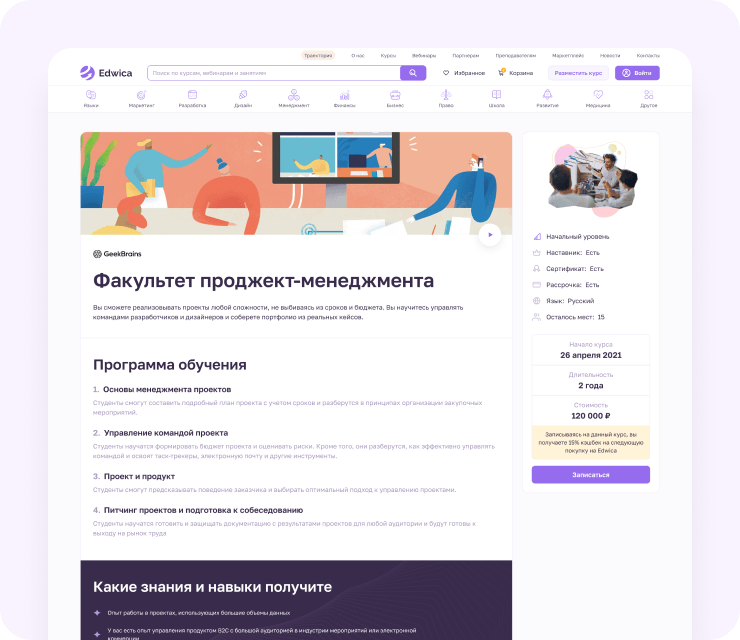 Траектория О нас Курсы Вебинары Партнерам Преподавателям Маркетплейс Новости Контакты
Edwica Поиск по курсам, вебинарам и занятиям Избранное Корзина Разместить курс Войти
Языки Маркетинг Разработка Дизайн Менеджмент Финансы Бизнес Право Школа Развитие Медицина Другое
GeekBrains
Факультет проджект-менеджмента
Вы сможете реализовывать проекты любой сложности, не выбиваясь из сроков и бюджета. Вы научитесь управлять
командами разработчиков и дизайнеров и соберете портфолио из реальных кейсов.
Программа обучения
1. Основы менеджмента проектов
Студенты смогут составить подробный план проекта с учетом сроков и разберутся в принципах организации закупочных
мероприятий.
2. Управление командой проекта
Студенты научатся формировать бюджет проекта и оценивать риски. Кроме того, они разберутся, как эффективно управлять
командой и освоят таск-трекеры, электронную почту и другие инструменты.
3. Проект и продукт
Студенты смогут предсказывать поведение заказчика и выбирать оптимальный подход к управлению проектами.
4. Питчинг проектов и подготовка к собеседованию
Студенты научатся готовить и защищать документацию с результатами проектов для любой аудитории и будут готовы к
выходу на рынок труда
Какие знания и навыки получите
Опыт работы в проектах, использующих большие объемы данных
У вас есть опыт управления продуктом B2C с большой аудиторией в индустрии мероприятий или электронной
коммерции
Начальный уровень
Наставник: Есть
Сертификат: Есть
Рассрочка: Есть
Язык: Русский
Осталось мест: 15
Начало курса
26 апреля 2021
Длительность
2 года
Стоимость
120 000 ₽
Записываясь на данный курс, вы
получаете 15% кэшбек на следующую
покупку на Edwica
Записаться